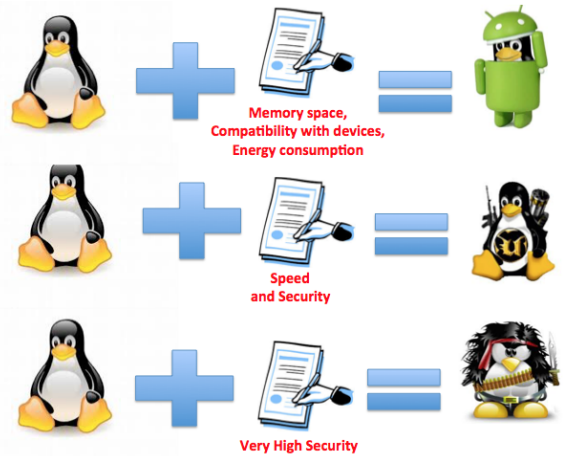 Memory space,
Compatibility with devices,
Energy consumption
Speed
and Security
Very High Security